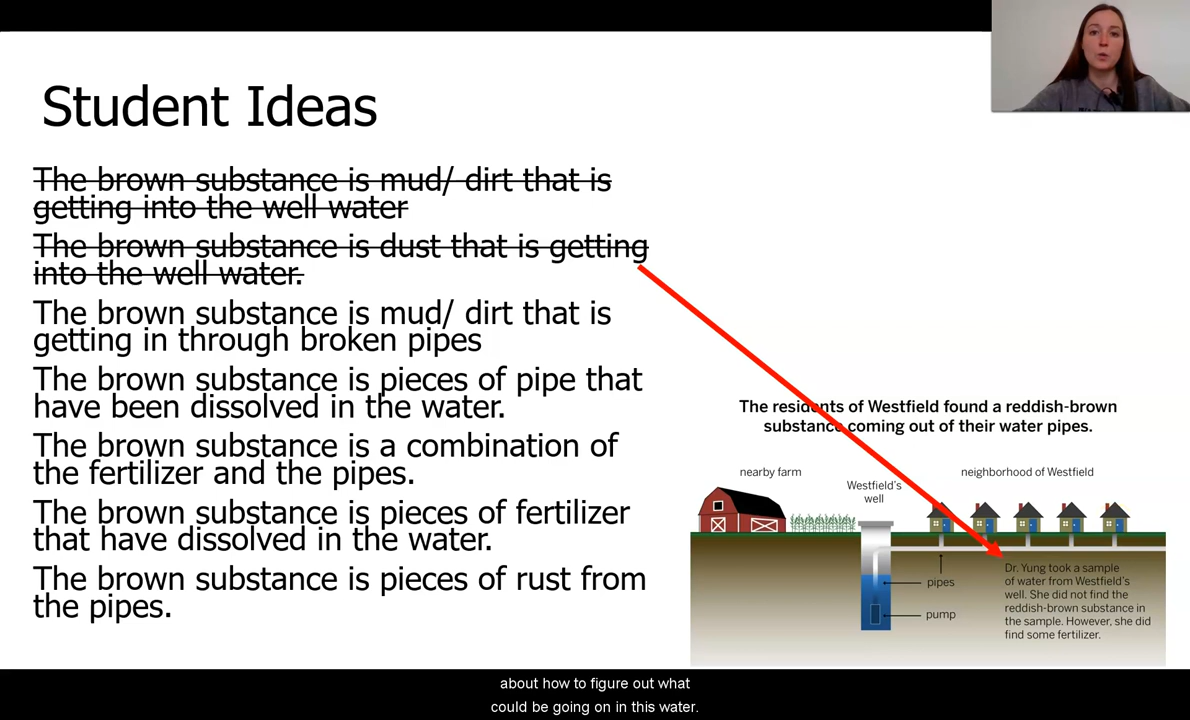 Student Ideas
The brown substance is mud/ dirt that is
getting into the well water
The brown substance is dust that is getting
into the well water.
The brown substance is mud/ dirt that is
getting in through broken pipes
The brown substance is pieces of pipe that
have been dissolved in the water.
The brown substance is a combination of
the fertilizer and the pipes.
The brown substance is pieces of fertilizer
that have dissolved in the water.
The brown substance is pieces of rust from
the pipes.
The residents of Westfield found a reddish-brown
substance coming out of their water pipes.
nearby farm
Westfield's
well
neighborhood of Westfield
pipes
pump
Dr. Yung took a sample
of water from Westfield's
well. She did not find the
reddish-brown substance in
the sample. However, she did
find some fertilizer.
about how to figure out what
could be going on in this water.